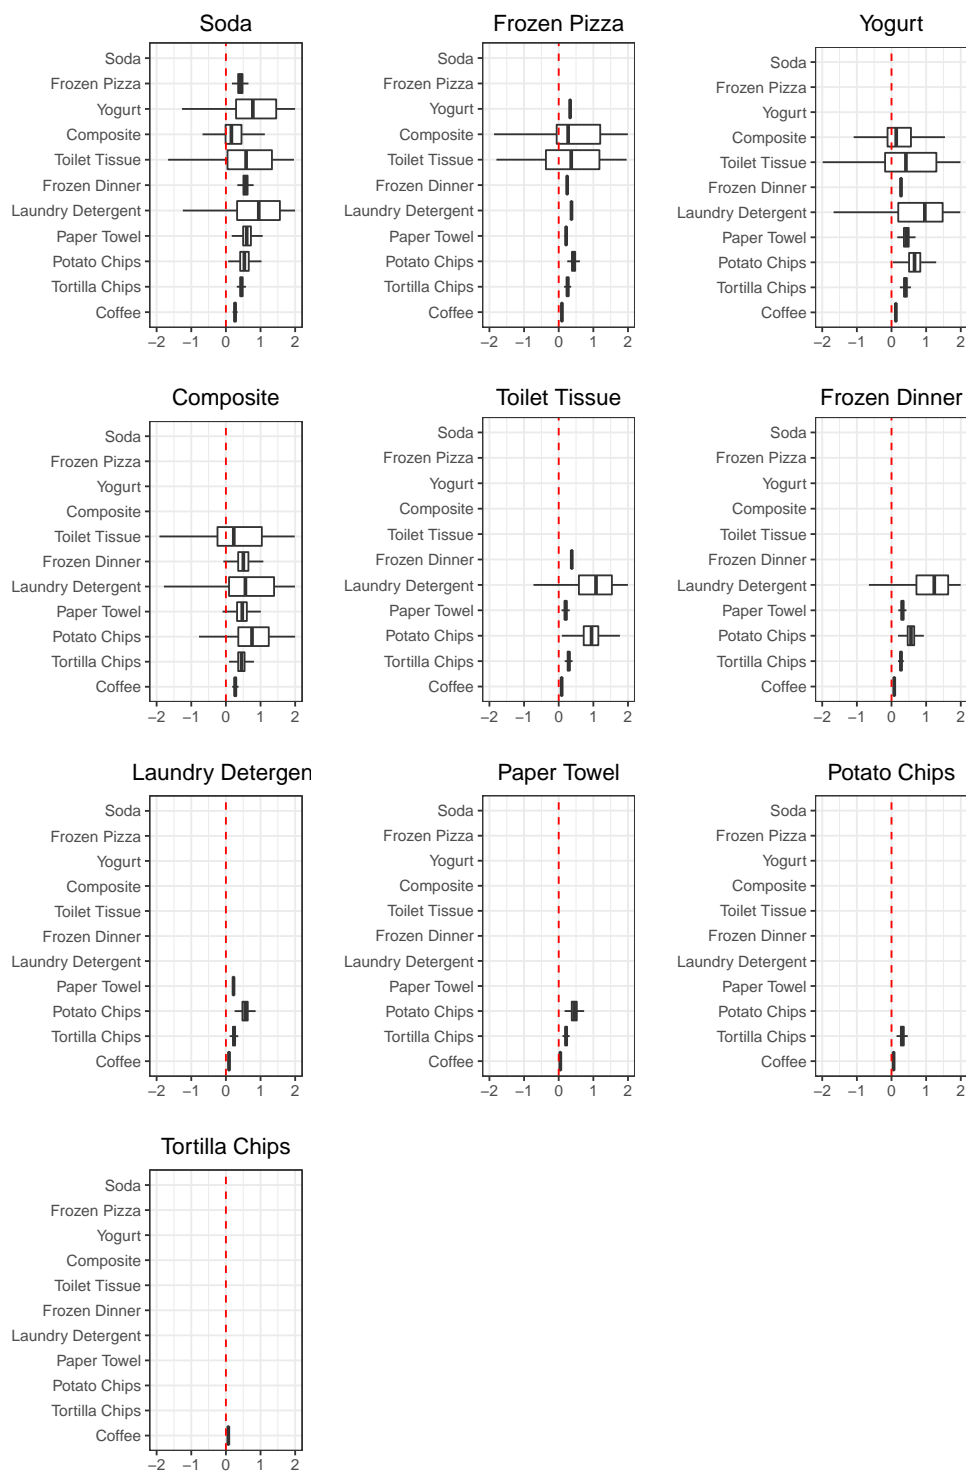 Soda
Frozen Pizza
Yogurt
Soda
Frozen Pizza
Yogurt
Composite
Toilet Tissue
Frozen Dinner
Laundry Detergent
Paper Towel
Potato Chips
Tortilla Chips
Coffee
−2 −1 0 1 2
Soda
Frozen Pizza
Yogurt
Composite
Toilet Tissue
Frozen Dinner
Laundry Detergent
Paper Towel
Potato Chips
Tortilla Chips
Coffee
−2 −1 0 1 2
Soda
Frozen Pizza
Yogurt
Composite
Toilet Tissue
Frozen Dinner
Laundry Detergent
Paper Towel
Potato Chips
Tortilla Chips
Coffee
−2 −1 0 1 2
Composite
Toilet Tissue
Frozen Dinner
Soda
Frozen Pizza
Yogurt
Composite
Toilet Tissue
Frozen Dinner
Laundry Detergent
Paper Towel
Potato Chips
Tortilla Chips
Coffee
−2 −1 0 1 2
Soda
Frozen Pizza
Yogurt
Composite
Toilet Tissue
Frozen Dinner
Laundry Detergent
Paper Towel
Potato Chips
Tortilla Chips
Coffee
−2 −1 0 1 2
Soda
Frozen Pizza
Yogurt
Composite
Toilet Tissue
Frozen Dinner
Laundry Detergent
Paper Towel
Potato Chips
Tortilla Chips
Coffee
−2 −1 0 1 2
Laundry Detergen
Paper Towel
Potato Chips
Soda
Frozen Pizza
Yogurt
Composite
Toilet Tissue
Frozen Dinner
Laundry Detergent
Paper Towel
Potato Chips
Tortilla Chips
Coffee
−2 −1 0 1 2
Soda
Frozen Pizza
Yogurt
Composite
Toilet Tissue
Frozen Dinner
Laundry Detergent
Paper Towel
Potato Chips
Tortilla Chips
Coffee
−2 −1 0 1 2
Soda
Frozen Pizza
Yogurt
Composite
Toilet Tissue
Frozen Dinner
Laundry Detergent
Paper Towel
Potato Chips
Tortilla Chips
Coffee
−2 −1 0 1 2
Tortilla Chips
Soda
Frozen Pizza
Yogurt
Composite
Toilet Tissue
Frozen Dinner
Laundry Detergent
Paper Towel
Potato Chips
Tortilla Chips
Coffee
−2 −1 0 1 2